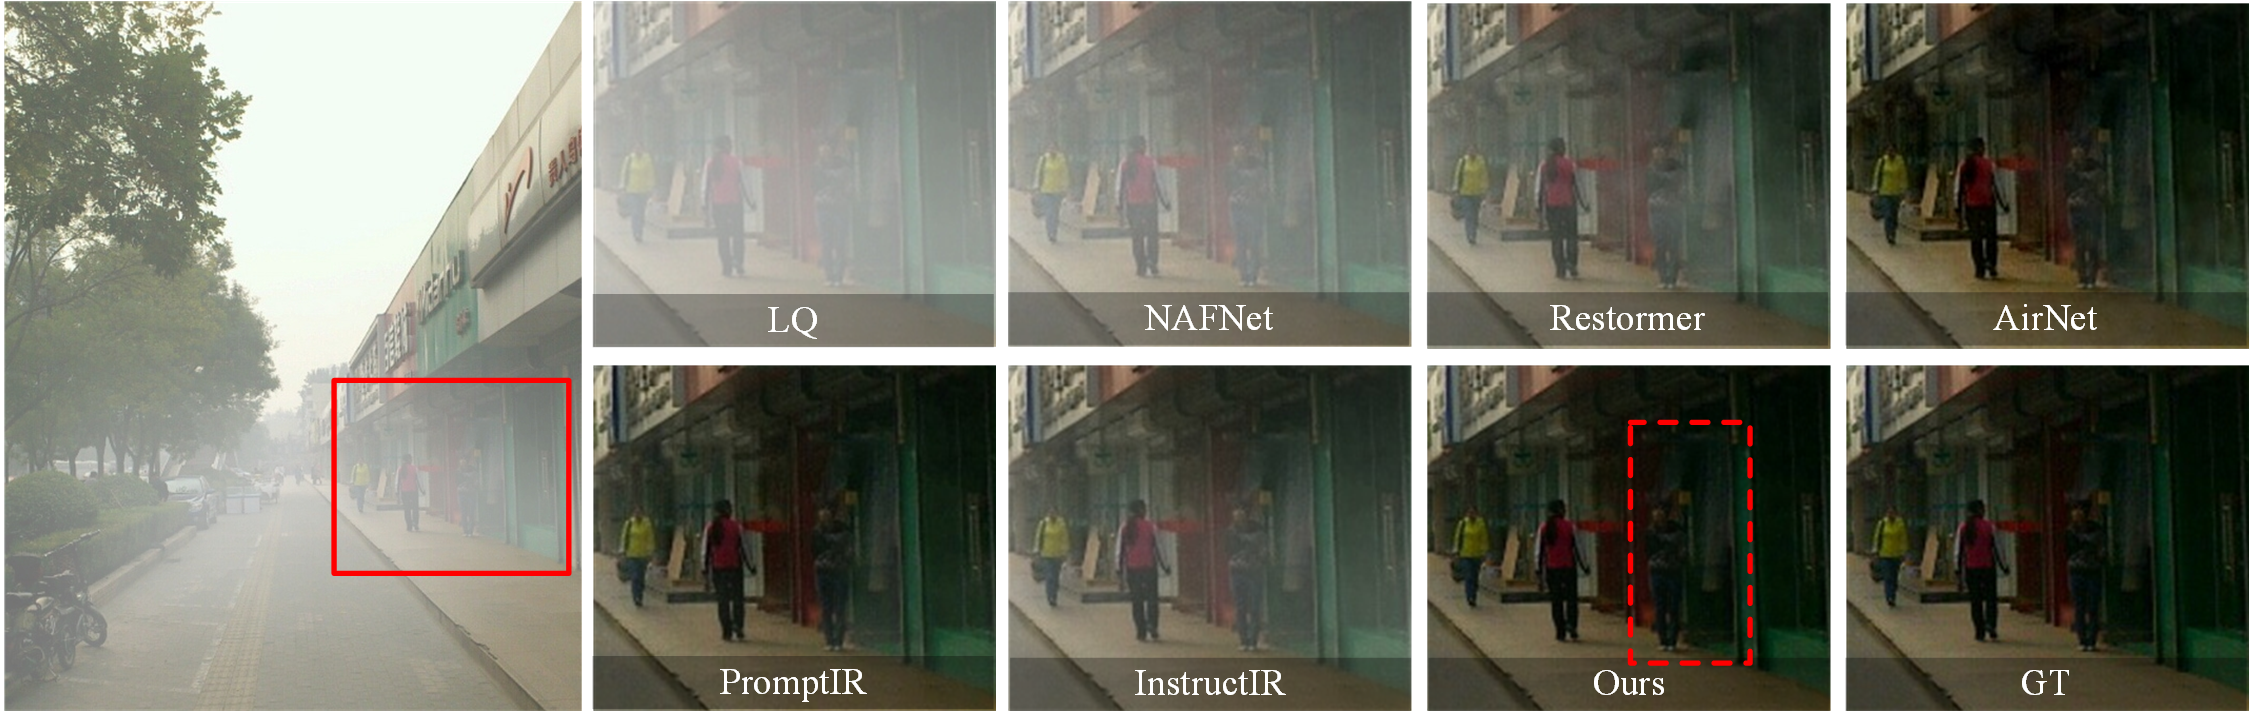 LQ
NAFNet
Restormer
AirNet
PromptIR
InstructIR
Ours
GT